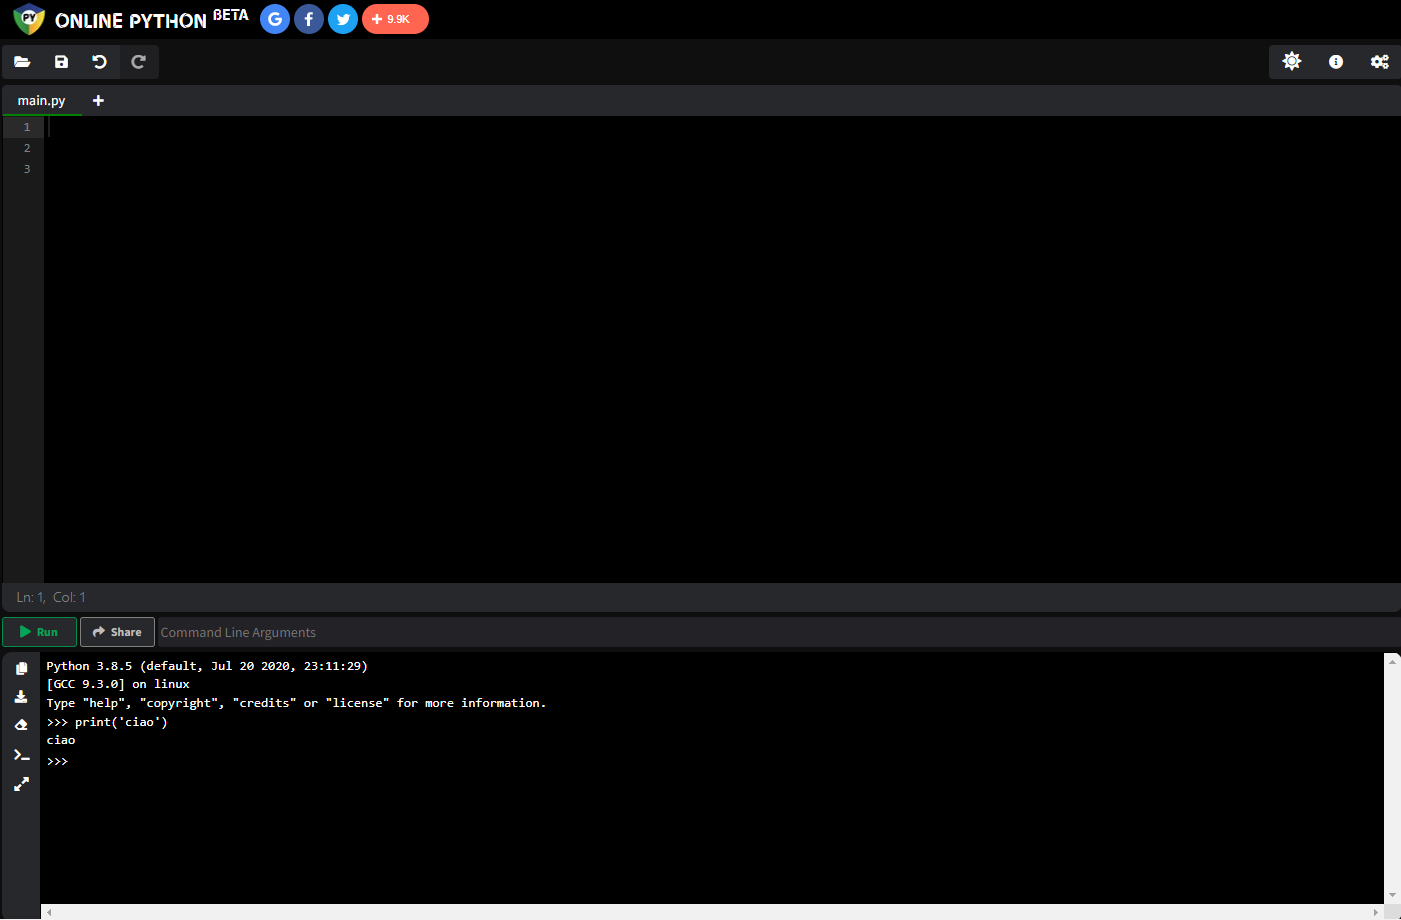 PY ONLINE PYTHON BETA G f 9.9K
main.py
1
2
3
Ln: 1, Col: 1
Run Share Command Line Arguments
Python 3.8.5 (default, Jul 20 2020, 23:11:29)
[GCC 9.3.0] on linux
Type "help", "copyright", "credits" or "license" for more information.
>>> print('ciao')
ciao
>>>